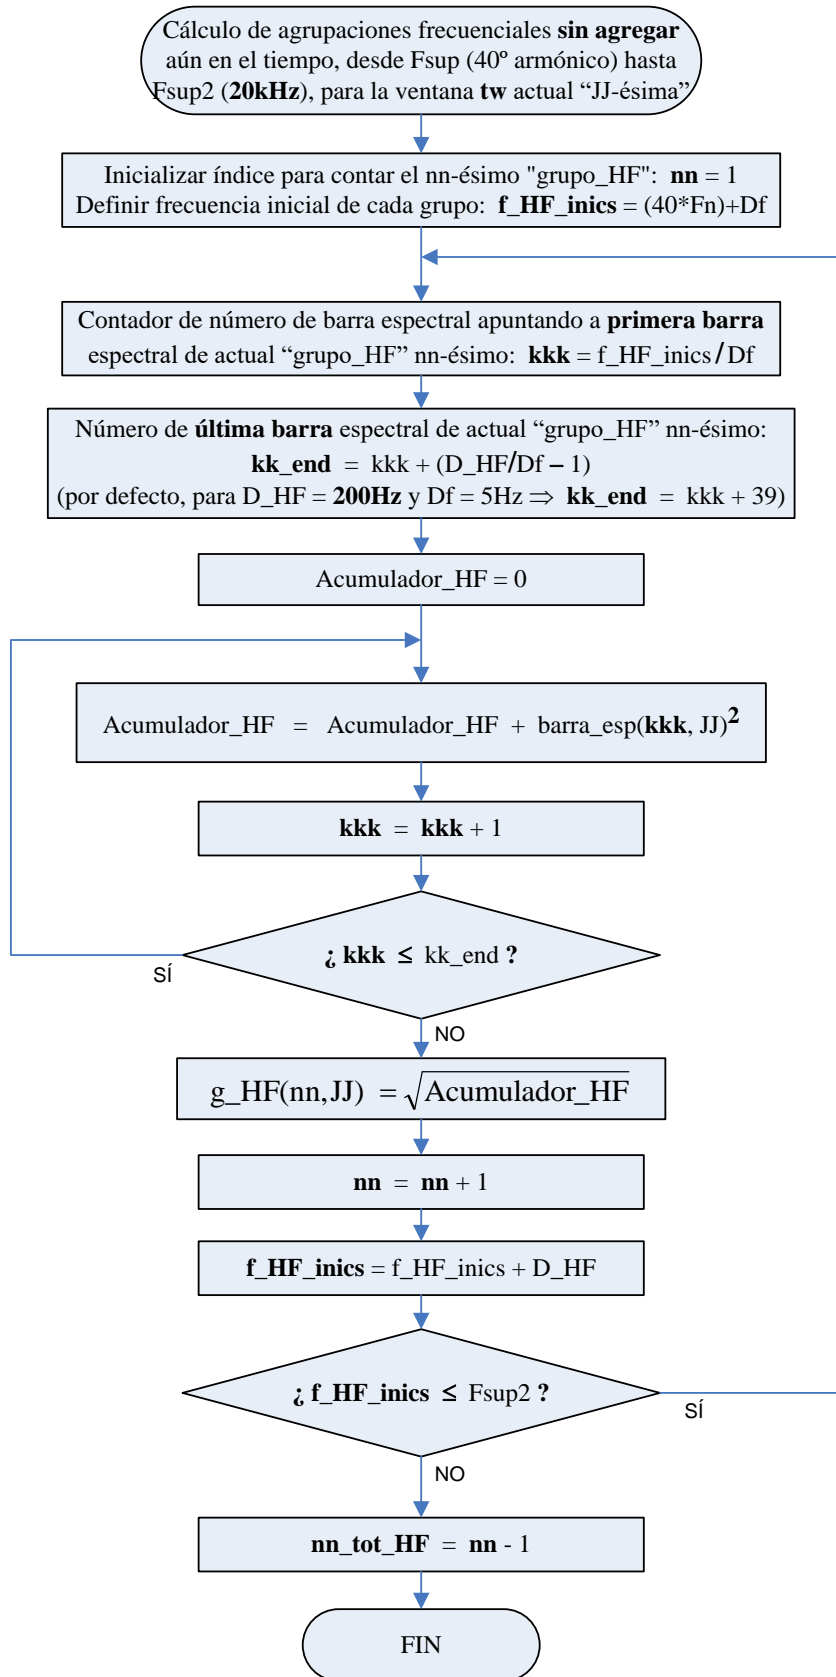 Cálculo de agrupaciones frecuenciales sin agregar
aún en el tiempo, desde Fsup (40º armónico) hasta
Fsup2 (20kHz), para la ventana tw actual “JJ-ésima”
Inicializar índice para contar el nn-ésimo "grupo_HF": nn = 1
Definir frecuencia inicial de cada grupo: f_HF_inics = (40*Fn)+Df
Contador de número de barra espectral apuntando a primera barra
espectral de actual “grupo_HF” nn-ésimo: kkk = f_HF_inics / Df
Número de última barra espectral de actual “grupo_HF” nn-ésimo:
kk_end = kkk + (D_HF/Df – 1)
(por defecto, para D_HF = 200Hz y Df = 5Hz ⇒ kk_end = kkk + 39)
Acumulador_HF = 0
Acumulador_HF = Acumulador_HF + barra_esp(kkk, JJ)²
kkk = kkk + 1
¿ kkk ≤ kk_end ?
SÍ
NO
g_HF(nn,JJ) = √Acumulador_HF
nn = nn + 1
f_HF_inics = f_HF_inics + D_HF
¿ f_HF_inics ≤ Fsup2 ?
SÍ
NO
nn_tot_HF = nn - 1
FIN